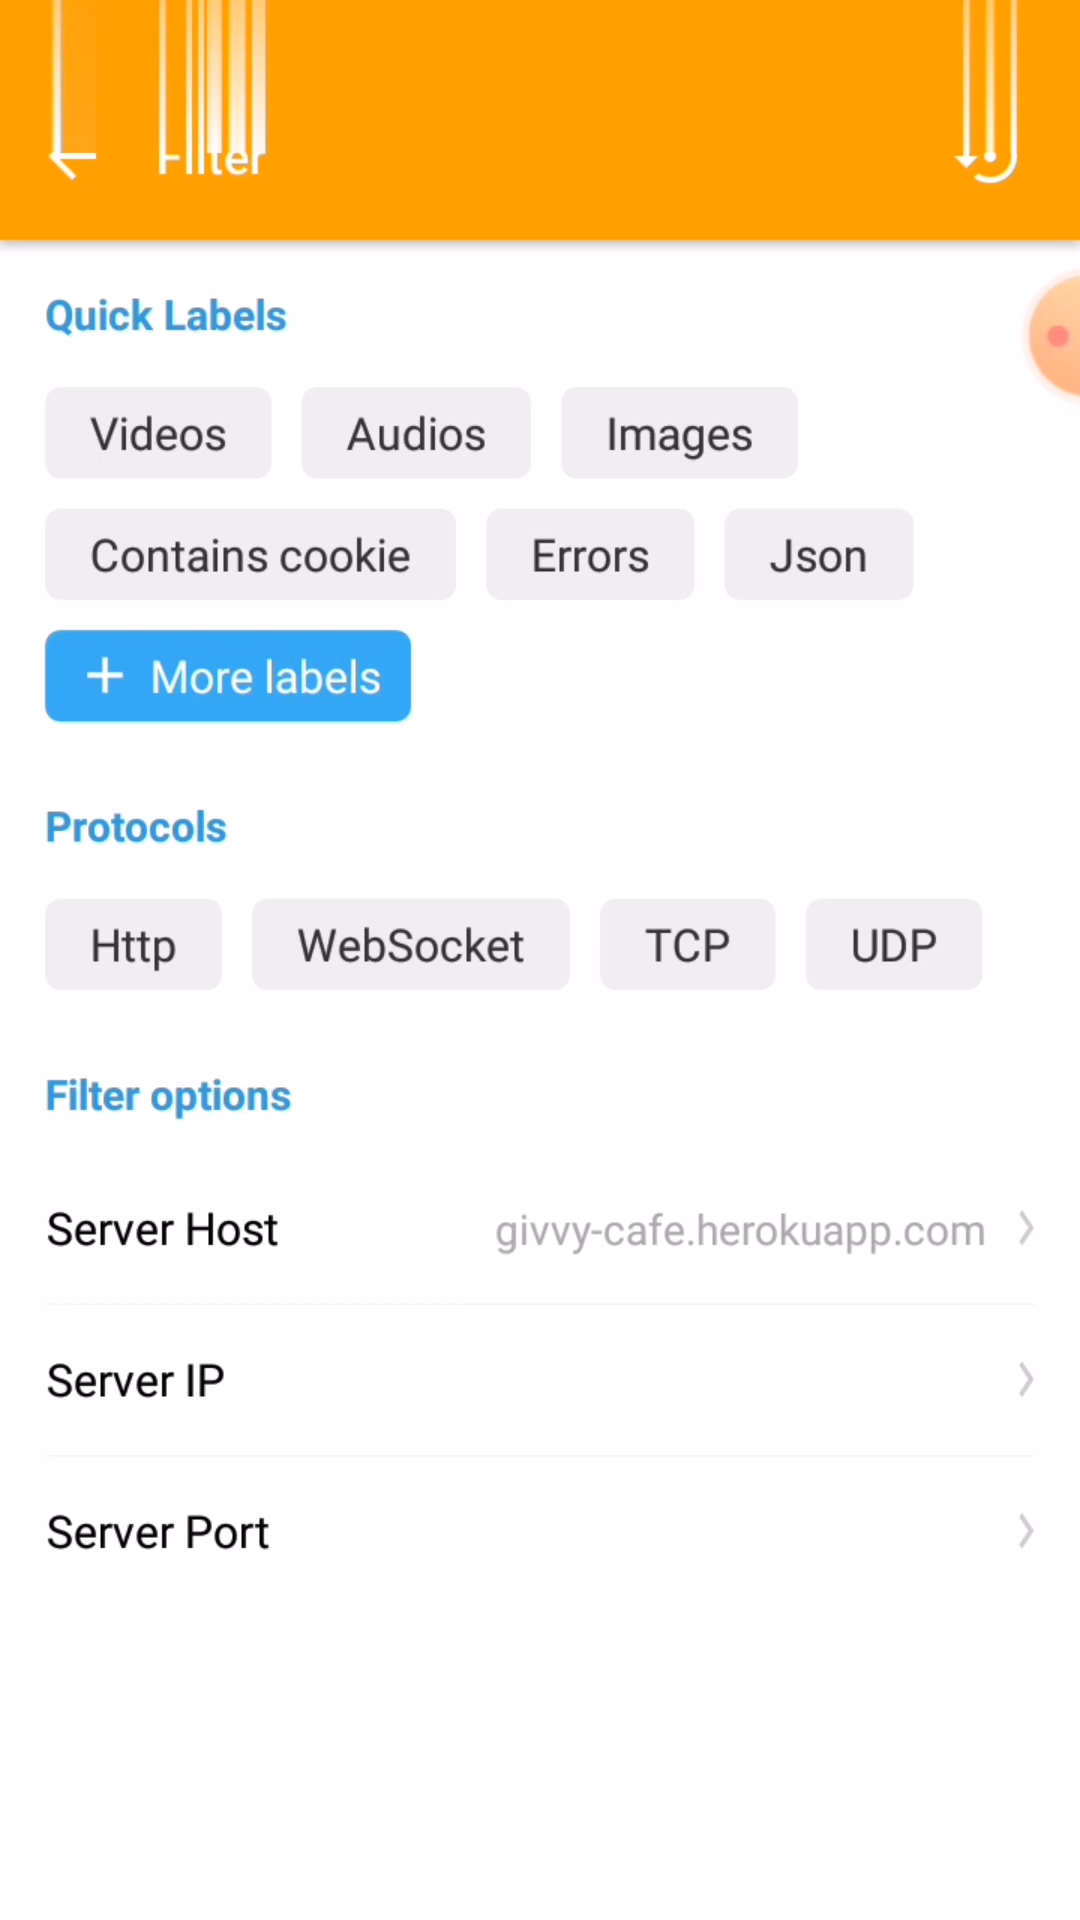 Filter
Quick Labels
Videos Audios Images
Contains cookie Errors Json
+ More labels
Protocols
Http WebSocket TCP UDP
Filter options
Server Host givvy-cafe.herokuapp.com
Server IP
Server Port